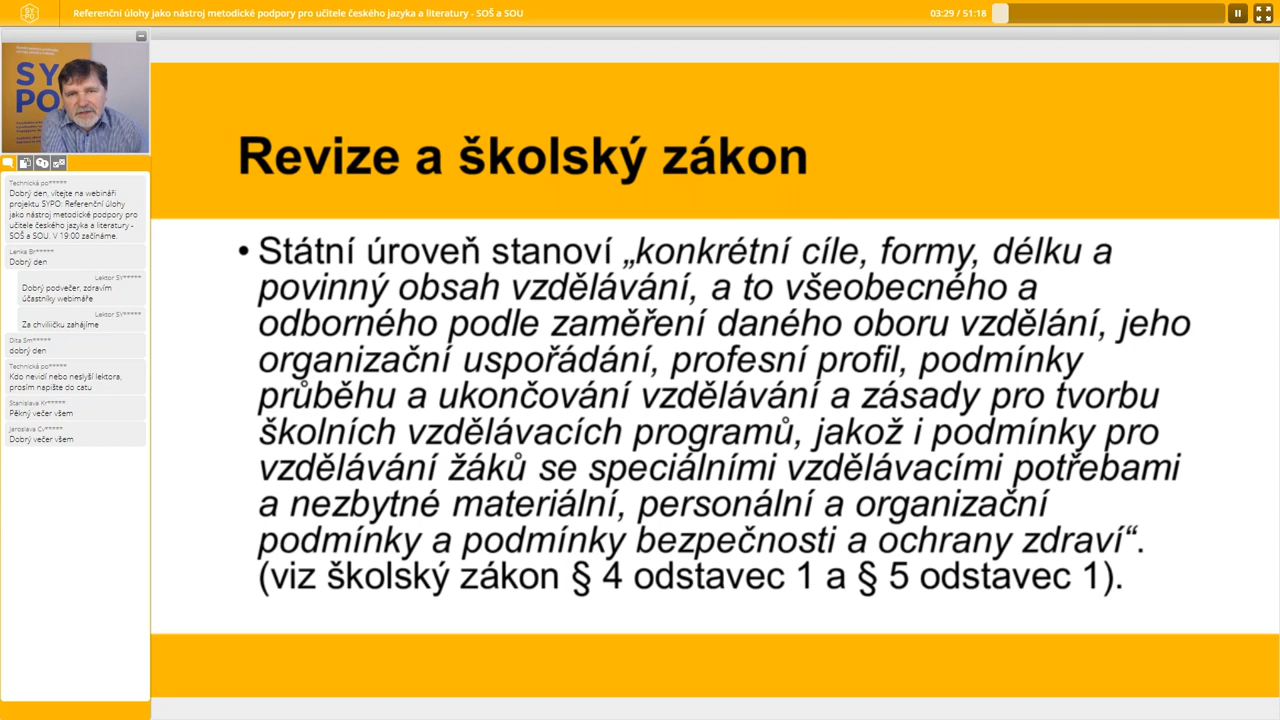 SY
PO
Referenční úlohy jako nástroj metodické podpory pro učitele českého jazyka a literatury - SOŠ a SOU
03:29 / 51:18
SY
PO
Technická po*****
Dobrý den, vítejte na webináři
projektu SYPO: Referenční úlohy
jako nástroj metodické podpory pro
učitele českého jazyka a literatury -
SOŠ a SOU. V 19:00 začínáme.
Lenka Br*****
Dobrý den
Lektor SY*****
Dobrý podvečer, zdravím
účastníky webimáře
Lektor SY*****
Za chviliičku zahájíme
Dita Sm*****
dobrý den
Technická po*****
Kdo nevidí nebo neslyší lektora,
prosím napište do catu
Stanislava Kr*****
Pěkný večer všem
Jaroslava Cv*****
Dobrý večer všem
Revize a školský zákon
• Státní úroveň stanoví „konkrétní cíle, formy, délku a
povinný obsah vzdělávání, a to všeobecného a
odborného podle zaměření daného oboru vzdělání, jeho
organizační uspořádání, profesní profil, podmínky
průběhu a ukončování vzdělávání a zásady pro tvorbu
školních vzdělávacích programů, jakož i podmínky pro
vzdělávání žáků se speciálními vzdělávacími potřebami
a nezbytné materiální, personální a organizační
podmínky a podmínky bezpečnosti a ochrany zdraví“.
(viz školský zákon § 4 odstavec 1 a § 5 odstavec 1).